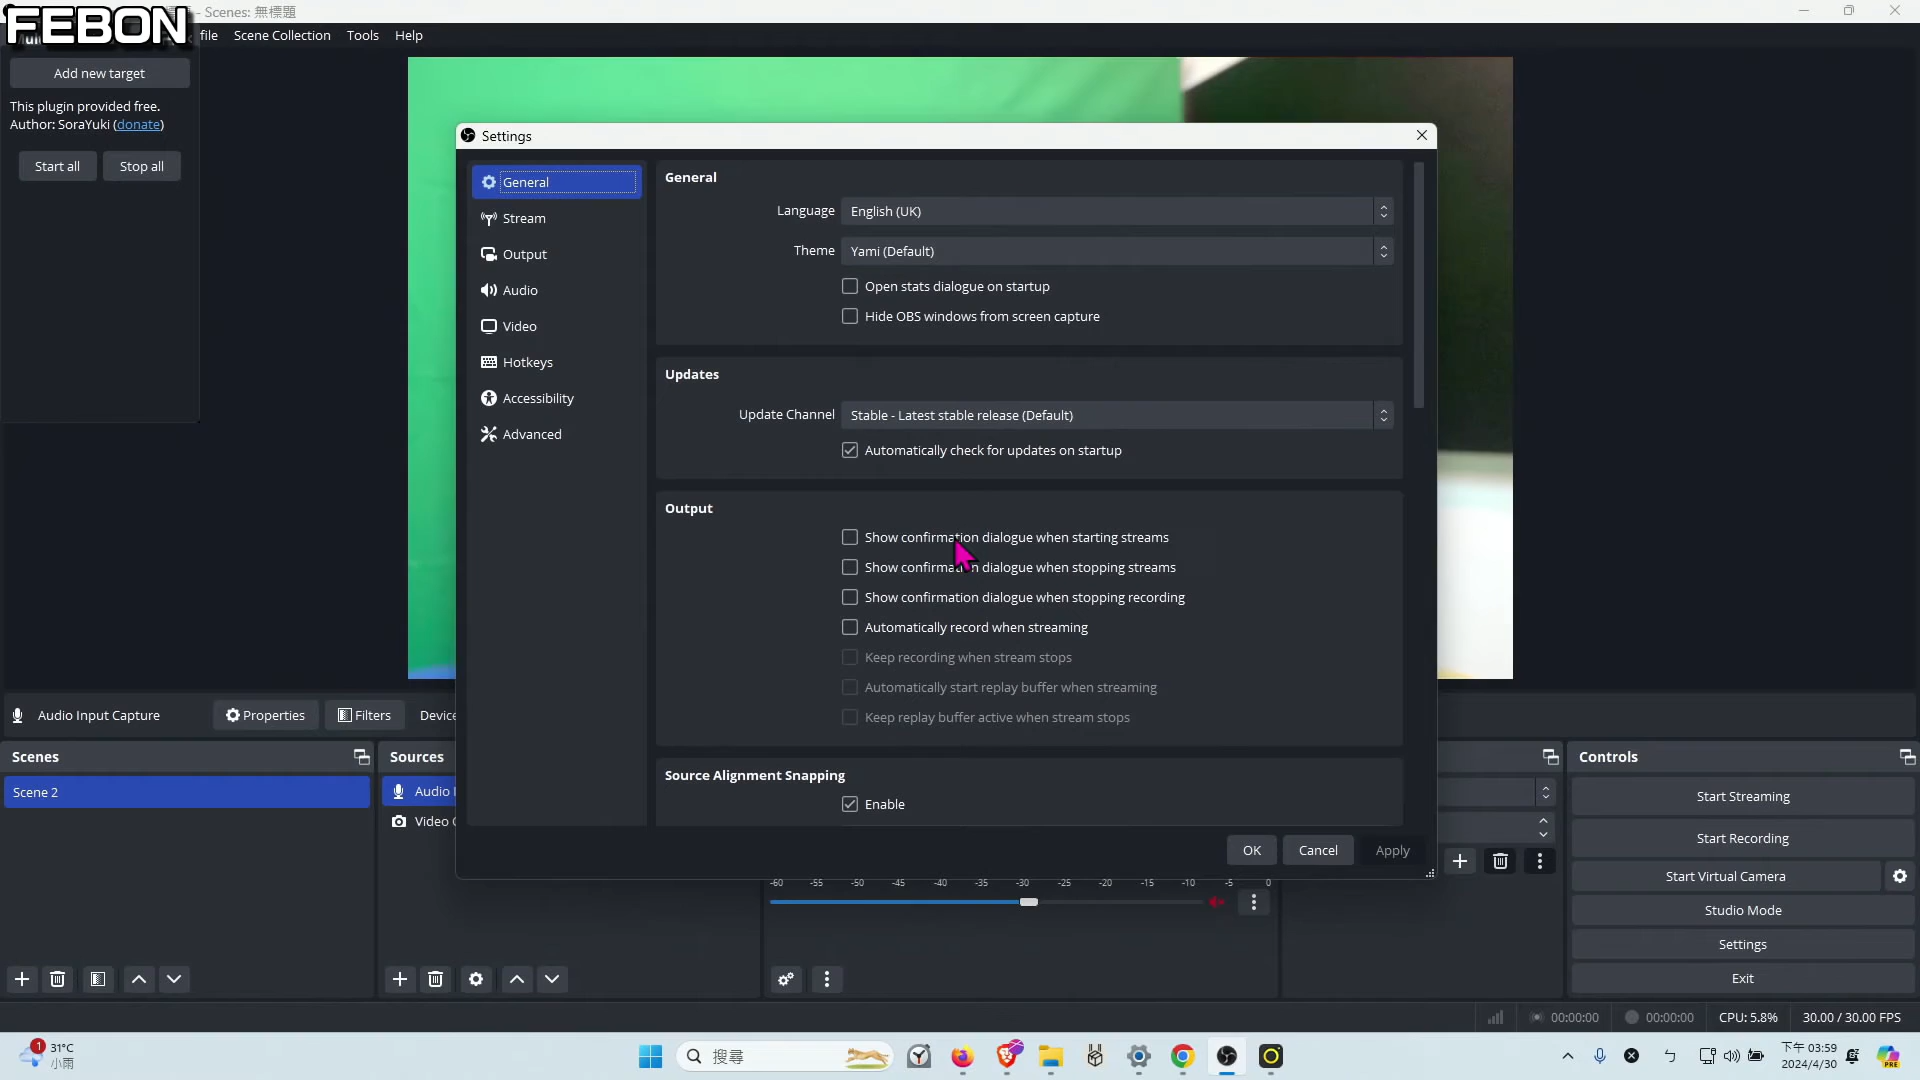 - Scenes: 無標題
FEBON
file Scene Collection Tools Help
Add new target
This plugin provided free.
Author: SoraYuki (donate)
Start all Stop all
Settings
General
Stream
Output
Audio
Video
Hotkeys
Accessibility
Advanced
General
Language English (UK)
Theme Yami (Default)
Open stats dialogue on startup
Hide OBS windows from screen capture
Updates
Update Channel Stable - Latest stable release (Default)
Automatically check for updates on startup
Output
Show confirmation dialogue when starting streams
Show confirmation dialogue when stopping streams
Show confirmation dialogue when stopping recording
Automatically record when streaming
Keep recording when stream stops
Automatically start replay buffer when streaming
Keep replay buffer active when stream stops
Source Alignment Snapping
Enable
OK Cancel Apply
Audio Input Capture Properties Filters Device
Scenes
Scene 2
Sources
Audio I
Video C
-60 -55 -50 -45 -40 -35 -30 -25 -20 -15 -10 -5 0
Controls
Start Streaming
Start Recording
Start Virtual Camera
Studio Mode
Settings
Exit
00:00:00 00:00:00 CPU: 5.8% 30.00 / 30.00 FPS
1
31°C
小雨
搜尋
ㄅ
下午 03:59
2024/4/30
PRE